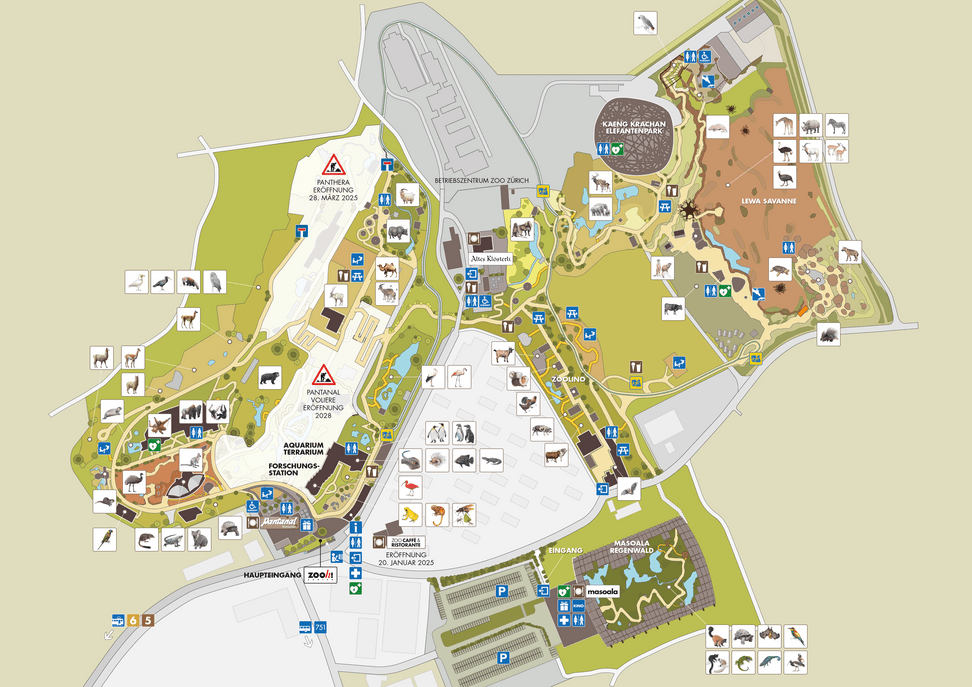 KAENG KRACHAN
ELEFANTENPARK
PANTHERA
ERÖFFNUNG
28. MÄRZ 2025
BETRIEBSZENTRUM ZOO ZÜRICH
LEWA SAVANNE
Altes Klösterli
ZOOLINO
PANTANAL
VOLIERE
ERÖFFNUNG
2028
AQUARIUM
TERRARIUM
FORSCHUNGS-
STATION
Pantanal
ZOO CAFFÈ &
RISTORANTE
ERÖFFNUNG
20. JANUAR 2025
EINGANG
MASOALA
REGENWALD
HAUPTEINGANG
ZOO/!!
masoala
P
KINO
6 5
751
P